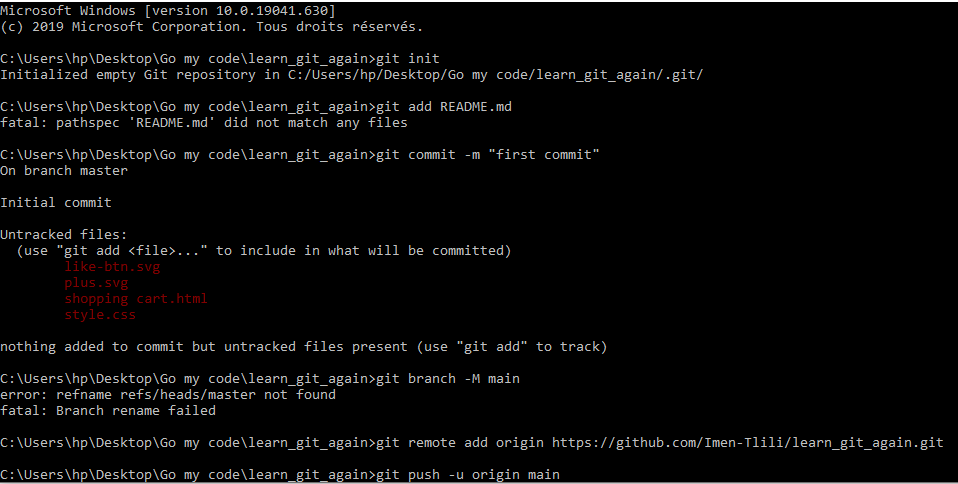 Microsoft Windows [version 10.0.19041.630]
(c) 2019 Microsoft Corporation. Tous droits réservés.
C:\Users\hp\Desktop\Go my code\learn_git_again>git init
Initialized empty Git repository in C:/Users/hp/Desktop/Go my code/learn_git_again/.git/
C:\Users\hp\Desktop\Go my code\learn_git_again>git add README.md
fatal: pathspec 'README.md' did not match any files
C:\Users\hp\Desktop\Go my code\learn_git_again>git commit -m "first commit"
On branch master
Initial commit
Untracked files:
  (use "git add <file>..." to include in what will be committed)
        like-btn.svg
        plus.svg
        shopping cart.html
        style.css
nothing added to commit but untracked files present (use "git add" to track)
C:\Users\hp\Desktop\Go my code\learn_git_again>git branch -M main
error: refname refs/heads/master not found
fatal: Branch rename failed
C:\Users\hp\Desktop\Go my code\learn_git_again>git remote add origin https://github.com/Imen-Tlili/learn_git_again.git
C:\Users\hp\Desktop\Go my code\learn_git_again>git push -u origin main